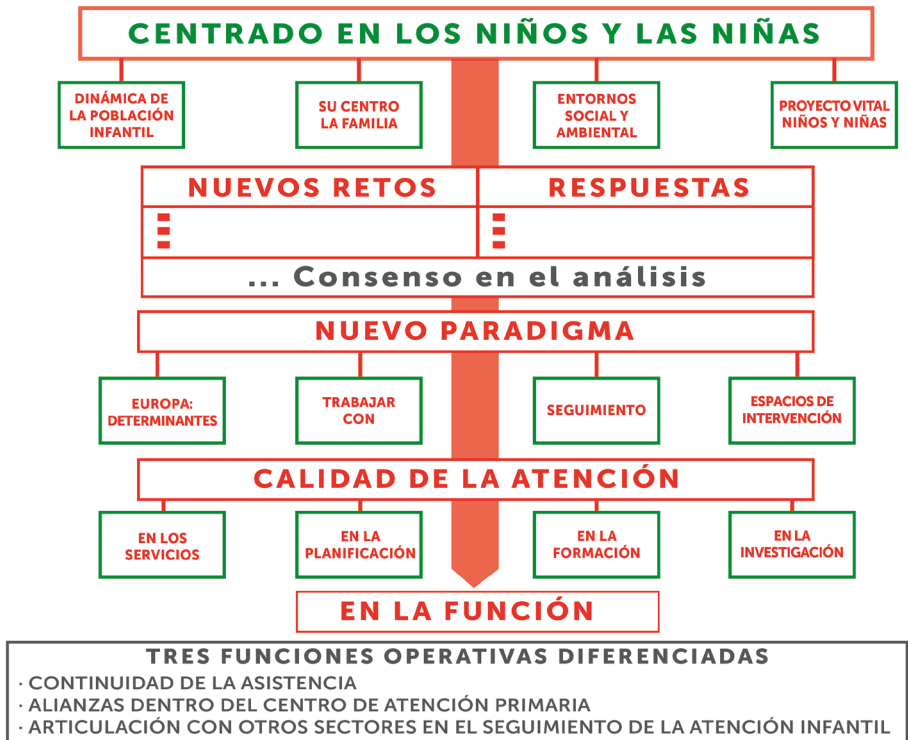 CENTRADO EN LOS NIÑOS Y LAS NIÑAS
DINÁMICA DE
LA POBLACIÓN
INFANTIL
SU CENTRO
LA FAMILIA
ENTORNOS
SOCIAL Y
AMBIENTAL
PROYECTO VITAL
NIÑOS Y NIÑAS
NUEVOS RETOS
RESPUESTAS
... Consenso en el análisis
NUEVO PARADIGMA
EUROPA:
DETERMINANTES
TRABAJAR
CON
SEGUIMIENTO
ESPACIOS DE
INTERVENCIÓN
CALIDAD DE LA ATENCIÓN
EN LOS
SERVICIOS
EN LA
PLANIFICACIÓN
EN LA
FORMACIÓN
EN LA
INVESTIGACIÓN
EN LA FUNCIÓN
TRES FUNCIONES OPERATIVAS DIFERENCIADAS
· CONTINUIDAD DE LA ASISTENCIA
· ALIANZAS DENTRO DEL CENTRO DE ATENCIÓN PRIMARIA
· ARTICULACIÓN CON OTROS SECTORES EN EL SEGUIMIENTO DE LA ATENCIÓN INFANTIL